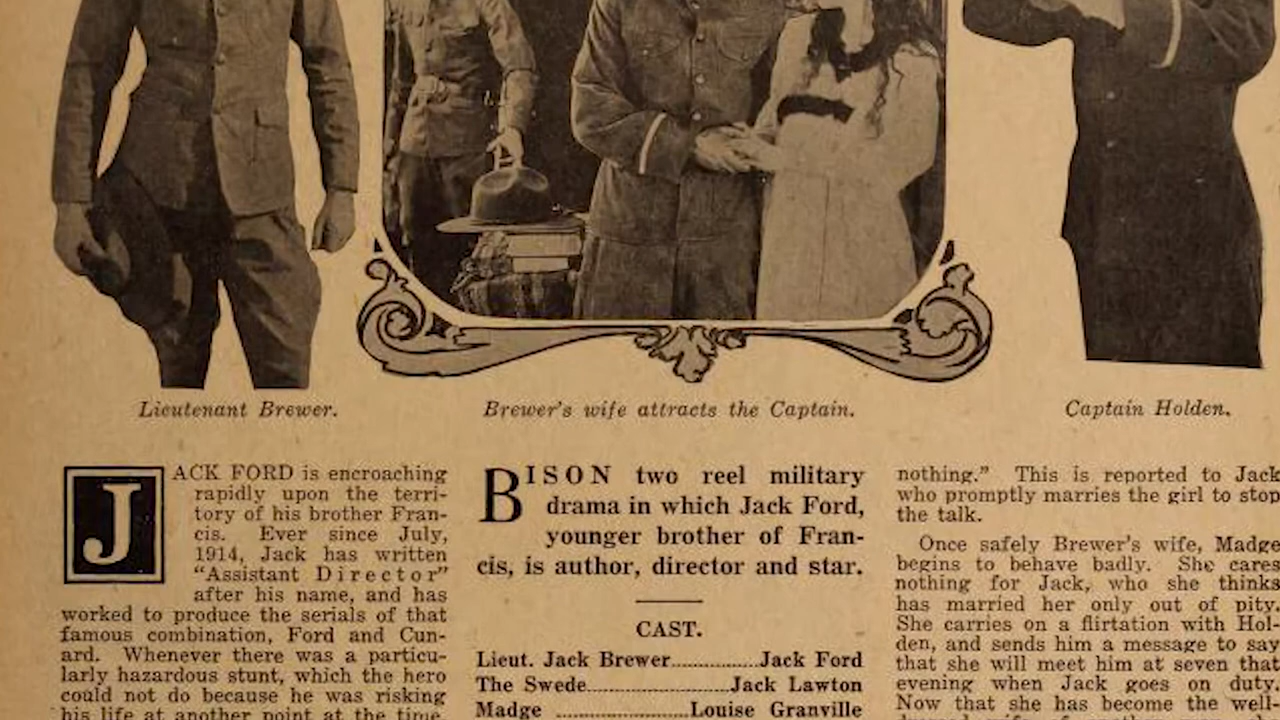 Lieutenant Brewer.
Brewer's wife attracts the Captain.
Captain Holden.
JACK FORD is encroaching
rapidly upon the terri-
tory of his brother Fran-
cis. Ever since July,
1914, Jack has written
"Assistant Director"
after his name, and has
worked to produce the serials of that
famous combination, Ford and Cun-
ard. Whenever there was a particu-
larly hazardous stunt, which the hero
could not do because he was risking
his life at another point at the time,
BISON two reel military
drama in which Jack Ford,
younger brother of Fran-
cis, is author, director and star.
CAST.
Lieut. Jack Brewer..............Jack Ford
The Swede.......................Jack Lawton
Madge .....................Louise Granville
nothing." This is reported to Jack
who promptly marries the girl to stop
the talk.
Once safely Brewer's wife, Madge
begins to behave badly. She cares
nothing for Jack, who she thinks
has married her only out of pity.
She carries on a flirtation with Hol-
den, and sends him a message to say
that she will meet him at seven that
evening when Jack goes on duty.
Now that she has become the well-